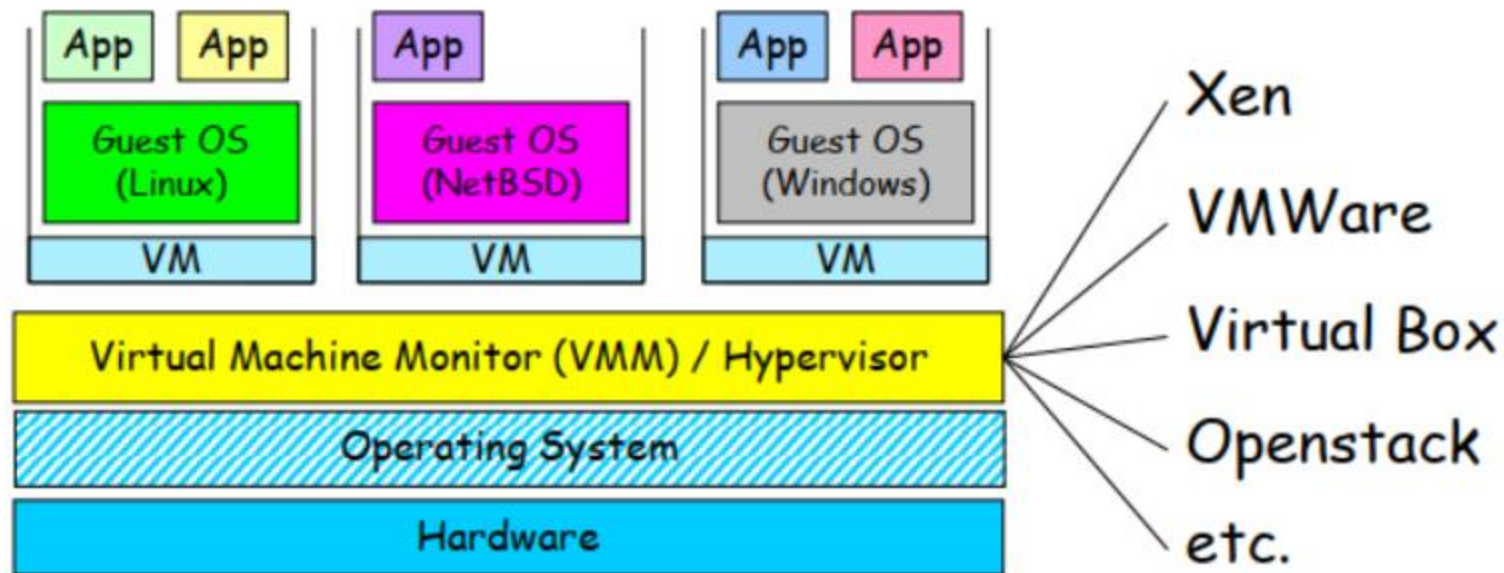 App App App App App
Guest OS (Linux)
Guest OS (NetBSD)
Guest OS (Windows)
VM VM VM
Virtual Machine Monitor (VMM) / Hypervisor
Operating System
Hardware
Xen
VMWare
Virtual Box
Openstack
etc.